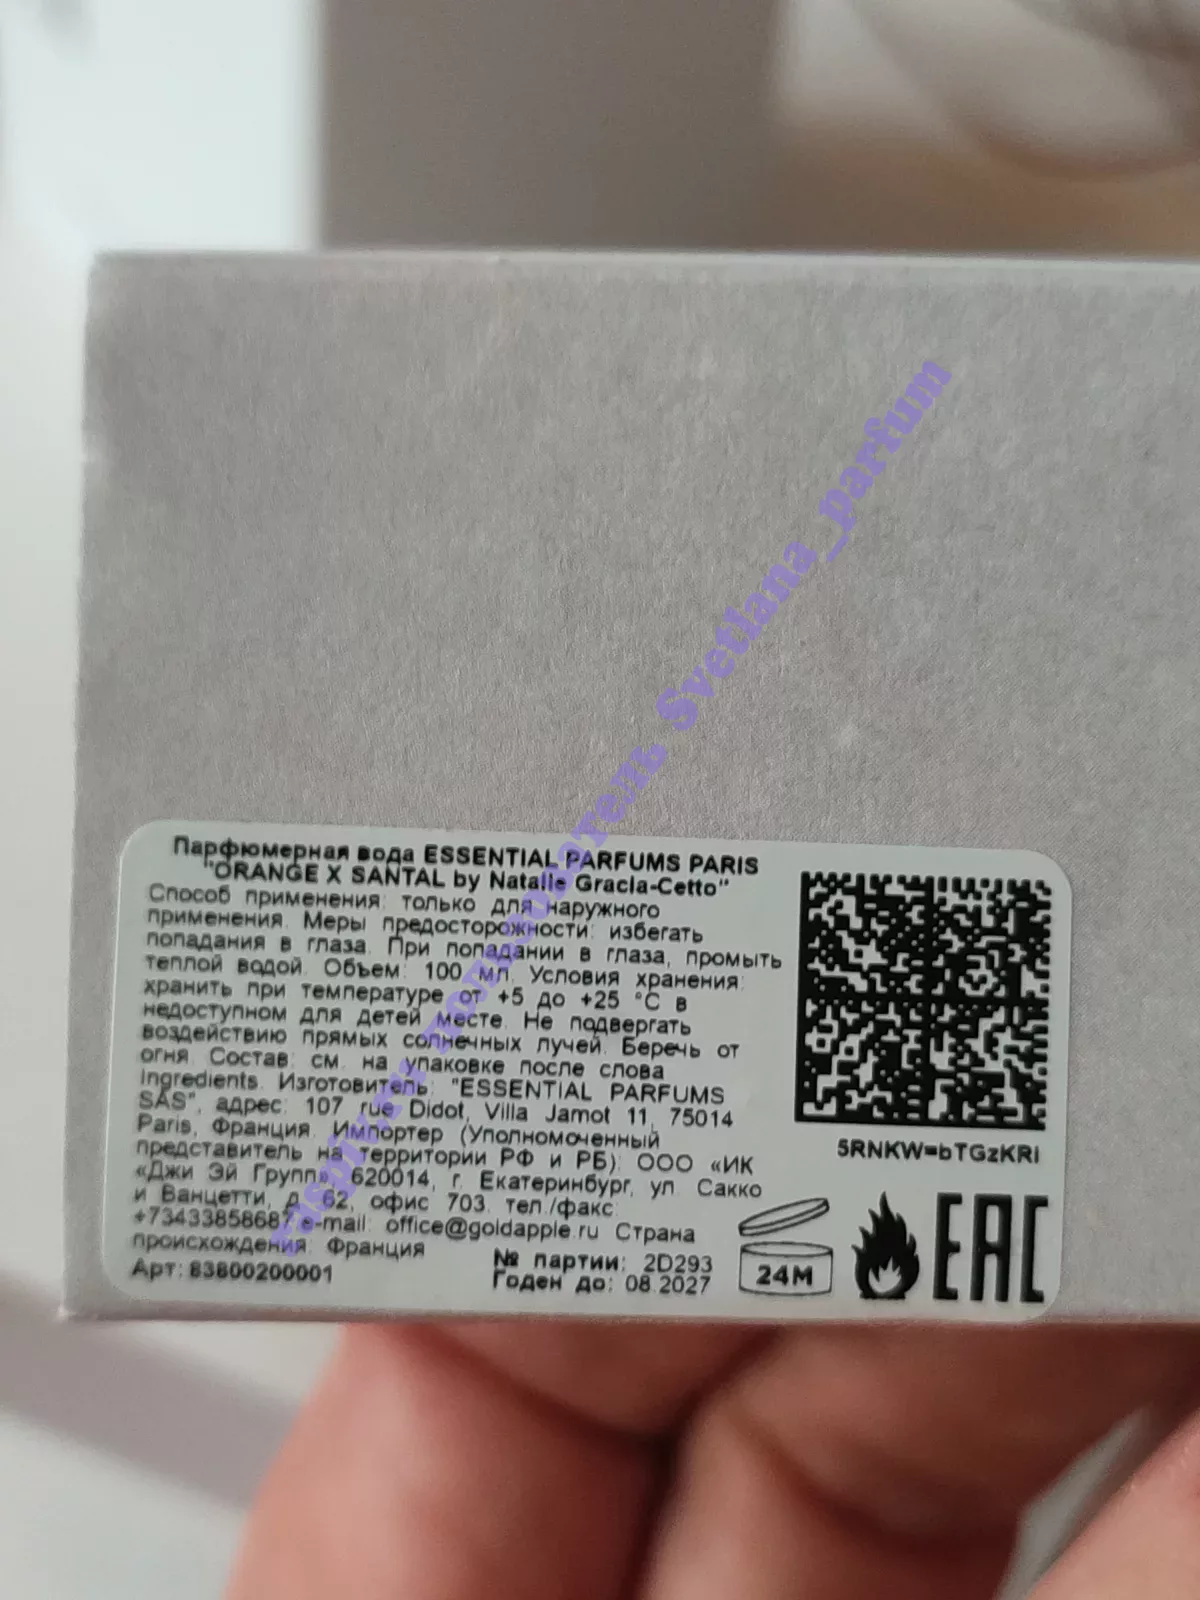 Парфюмерная вода ESSENTIAL PARFUMS PARIS
"ORANGE X SANTAL by Natalie Gracia-Cetto"
Способ применения: только для наружного
применения. Меры предосторожности: избегать
попадания в глаза. При попадании в глаза, промыть
теплой водой. Объем: 100 мл. Условия хранения:
хранить при температуре от +5 до +25 °C в
недоступном для детей месте. Не подвергать
воздействию прямых солнечных лучей. Беречь от
огня. Состав: см. на упаковке после слова
Ingredients. Изготовитель: "ESSENTIAL PARFUMS
SAS", адрес: 107 rue Didot, Villa Jamot 11, 75014
Paris, Франция. Импортер (Уполномоченный
представитель на территории РФ и РБ): ООО «ИК
«Джи Эй Групп», 620014, г. Екатеринбург, ул. Сакко
и Ванцетти, д. 62, офис 703. тел./факс:
+73433858687 e-mail: office@goldapple.ru Страна
происхождения: Франция
Арт: 83800200001
№ партии: 2D293
Годен до: 08.2027
5RNKW=bTGzKRI
24M
EAC
raspiv.ru пользователь Svetlana_parfum